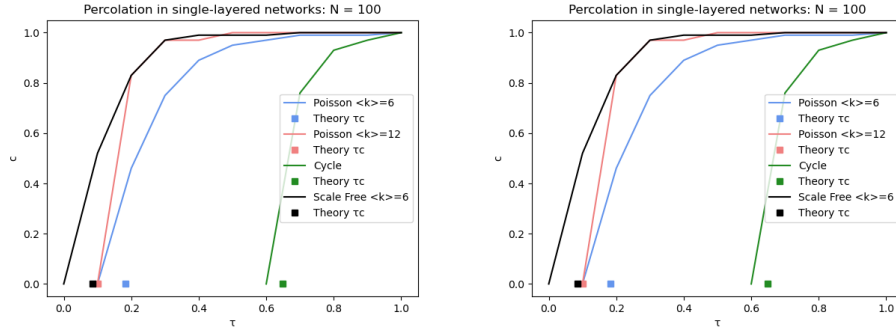 Percolation in single-layered networks: N = 100
1.0
0.8
0.6
0.4
0.2
0.0
c
Poisson <k>=6
Theory τc
Poisson <k>=12
Theory τc
Cycle
Theory τc
Scale Free <k>=6
Theory τc
0.0 0.2 0.4 0.6 0.8 1.0
τ
Percolation in single-layered networks: N = 100
1.0
0.8
0.6
0.4
0.2
0.0
c
Poisson <k>=6
Theory τc
Poisson <k>=12
Theory τc
Cycle
Theory τc
Scale Free <k>=6
Theory τc
0.0 0.2 0.4 0.6 0.8 1.0
τ